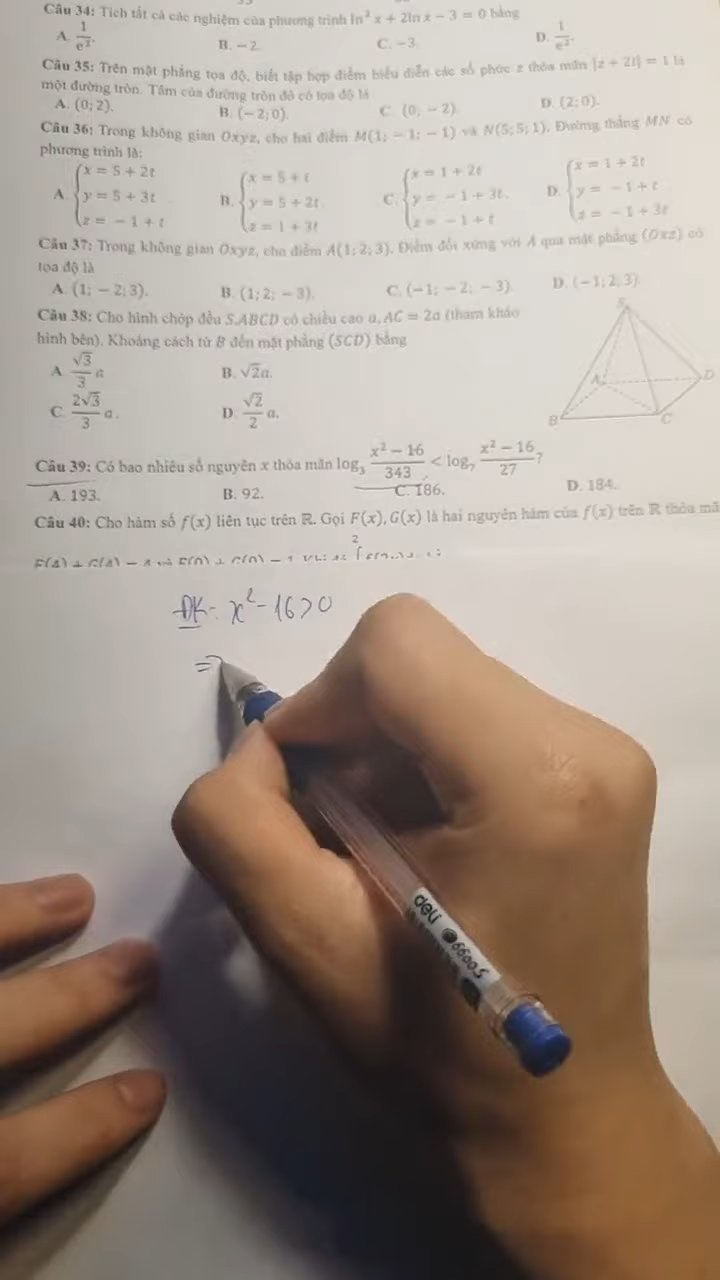 Câu 34: Tích tất cả các nghiệm của phương trình ln² x + 2ln x − 3 = 0 bằng
A. 1/e³. B. −2. C. −3. D. 1/e².
Câu 35: Trên mặt phẳng tọa độ, biết tập hợp điểm biểu diễn các số phức z thỏa mãn |z + 2i| = 1 là
một đường tròn. Tâm của đường tròn đó có tọa độ là
A. (0; 2). B. (−2; 0). C. (0; −2). D. (2; 0).
Câu 36: Trong không gian Oxyz, cho hai điểm M(1; −1; −1) và N(5; 5; 1). Đường thẳng MN có
phương trình là:
A. {x = 5 + 2t B. {x = 5 + t C. {x = 1 + 2t D. {x = 1 + 2t
y = 5 + 3t y = 5 + 2t. y = −1 + 3t. y = −1 + t
z = −1 + t z = 1 + 3t z = −1 + t z = −1 + 3t
Câu 37: Trong không gian Oxyz, cho điểm A(1; 2; 3). Điểm đối xứng với A qua mặt phẳng (Oxz) có
tọa độ là
A. (1; −2; 3). B. (1; 2; −3). C. (−1; −2; −3). D. (−1; 2; 3).
Câu 38: Cho hình chóp đều S.ABCD có chiều cao a, AC = 2a (tham khảo
hình bên). Khoảng cách từ B đến mặt phẳng (SCD) bằng
A. √3/3 a B. √2a.
C. 2√3/3 a. D. √2/2 a.
S
A D
B C
Câu 39: Có bao nhiêu số nguyên x thỏa mãn log₃ (x² − 16)/343 < log₇ (x² − 16)/27?
A. 193. B. 92. C. 186. D. 184.
Câu 40: Cho hàm số f(x) liên tục trên ℝ. Gọi F(x), G(x) là hai nguyên hàm của f(x) trên ℝ thỏa mã
ĐK: x² − 16 > 0
⇒
deli 6600S